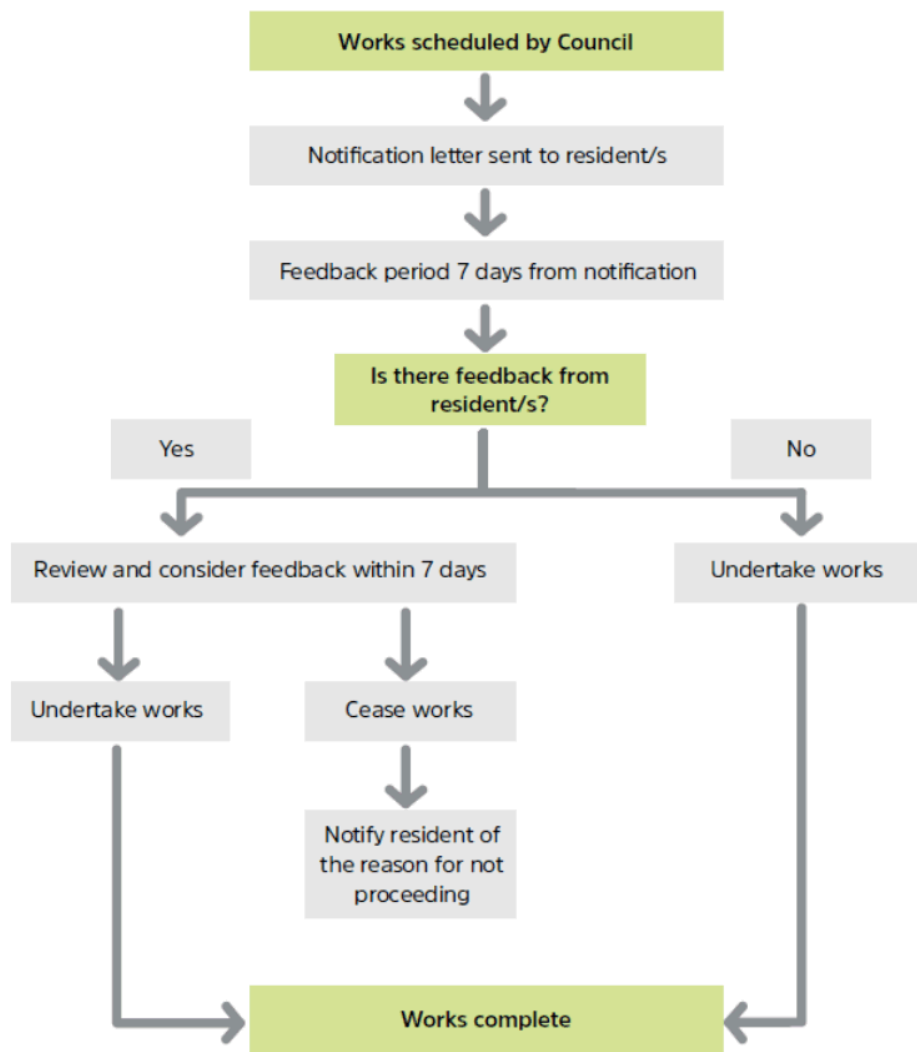 Works scheduled by Council
Notification letter sent to resident/s
Feedback period 7 days from notification
Is there feedback from
resident/s?
Yes
No
Review and consider feedback within 7 days
Undertake works
Undertake works
Cease works
Notify resident of
the reason for not
proceeding
Works complete